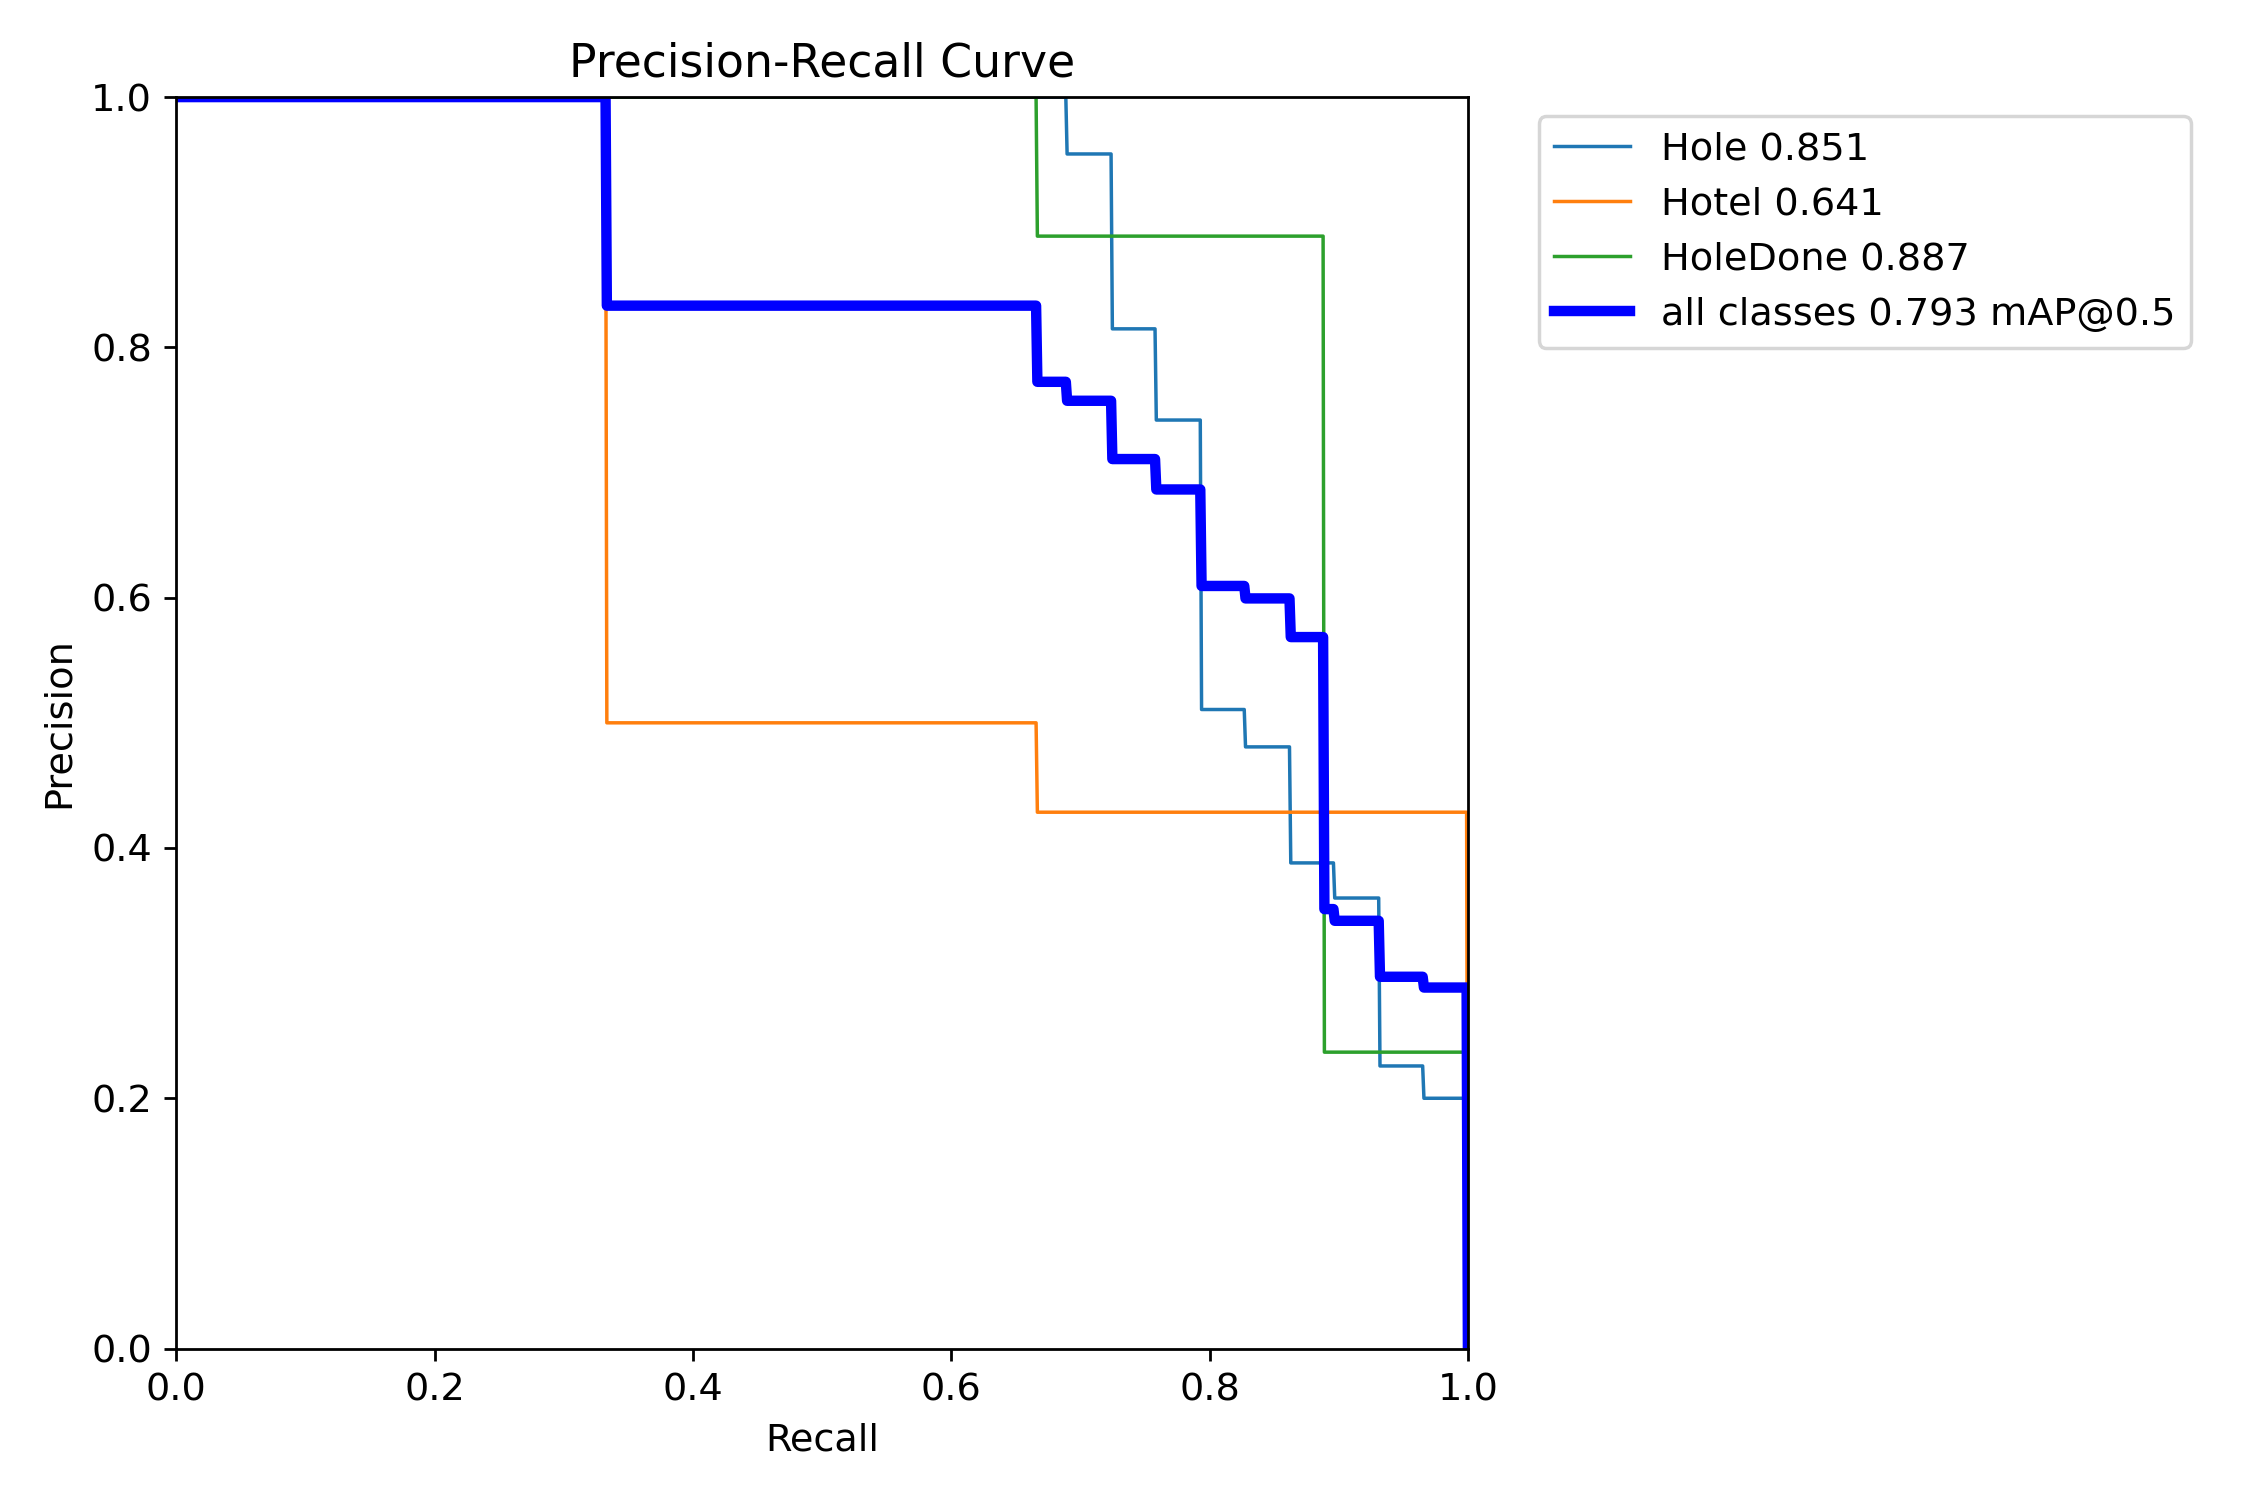 Precision-Recall Curve
1.0
0.8
0.6
0.4
0.2
0.0
Precision
0.0 0.2 0.4 0.6 0.8 1.0
Recall
Hole 0.851
Hotel 0.641
HoleDone 0.887
all classes 0.793 mAP@0.5